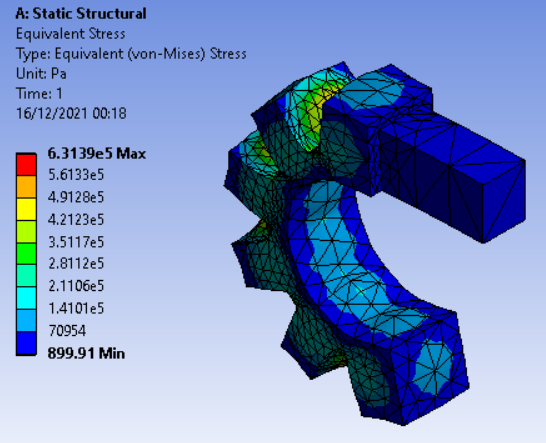 A: Static Structural
Equivalent Stress
Type: Equivalent (von-Mises) Stress
Unit: Pa
Time: 1
16/12/2021 00:18
6.3139e5 Max
5.6133e5
4.9128e5
4.2123e5
3.5117e5
2.8112e5
2.1106e5
1.4101e5
70954
899.91 Min